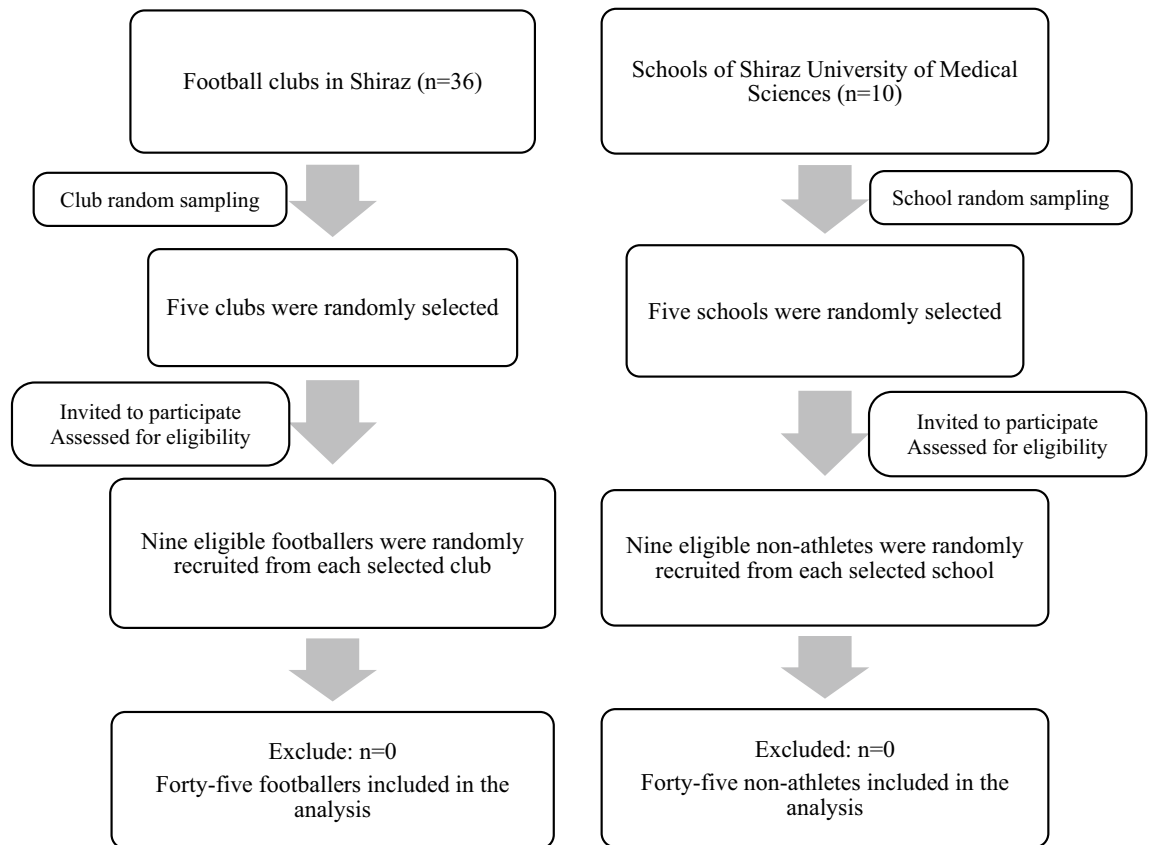 Football clubs in Shiraz (n=36)
Club random sampling
Five clubs were randomly selected
Invited to participate
Assessed for eligibility
Nine eligible footballers were randomly
recruited from each selected club
Exclude: n=0
Forty-five footballers included in the
analysis
Schools of Shiraz University of Medical
Sciences (n=10)
School random sampling
Five schools were randomly selected
Invited to participate
Assessed for eligibility
Nine eligible non-athletes were randomly
recruited from each selected school
Excluded: n=0
Forty-five non-athletes included in the
analysis